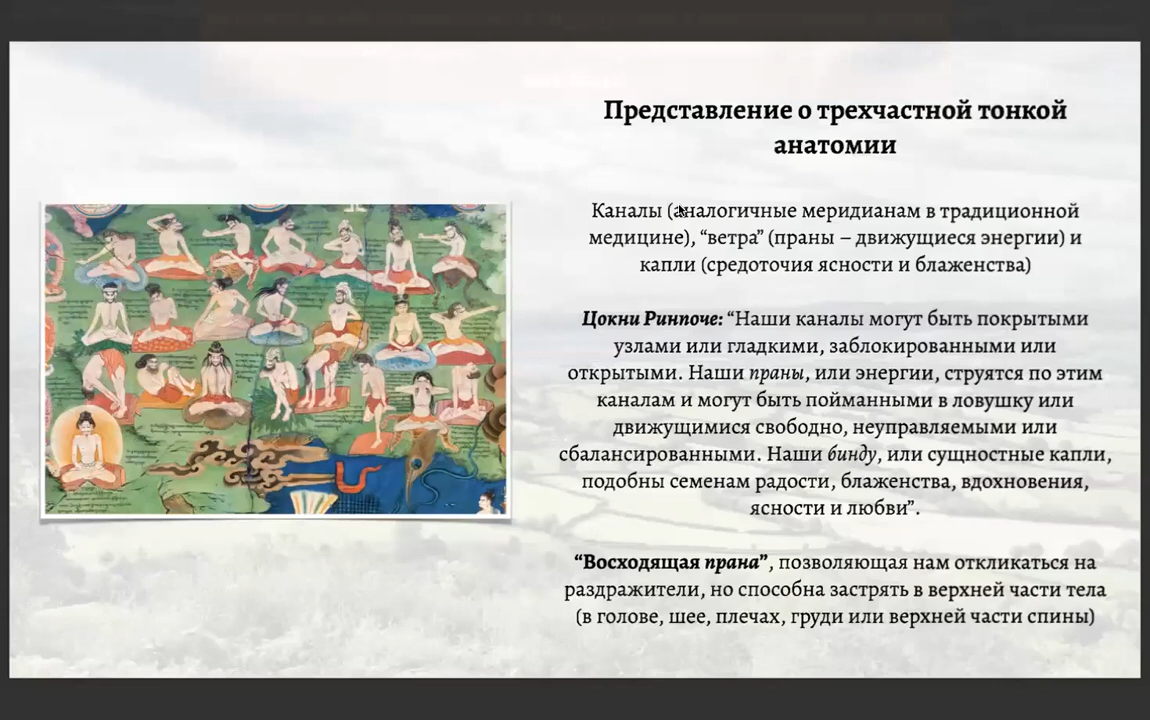 Представление о трехчастной тонкой
анатомии
Каналы (аналогичные меридианам в традиционной
медицине), “ветра” (праны – движущиеся энергии) и
капли (средоточия ясности и блаженства)
Цокни Ринпоче: “Наши каналы могут быть покрытыми
узлами или гладкими, заблокированными или
открытыми. Наши праны, или энергии, струятся по этим
каналам и могут быть пойманными в ловушку или
движущимися свободно, неуправляемыми или
сбалансированными. Наши бинду, или сущностные капли,
подобны семенам радости, блаженства, вдохновения,
ясности и любви”.
“Восходящая прана”, позволяющая нам откликаться на
раздражители, но способна застрять в верхней части тела
(в голове, шее, плечах, груди или верхней части спины)